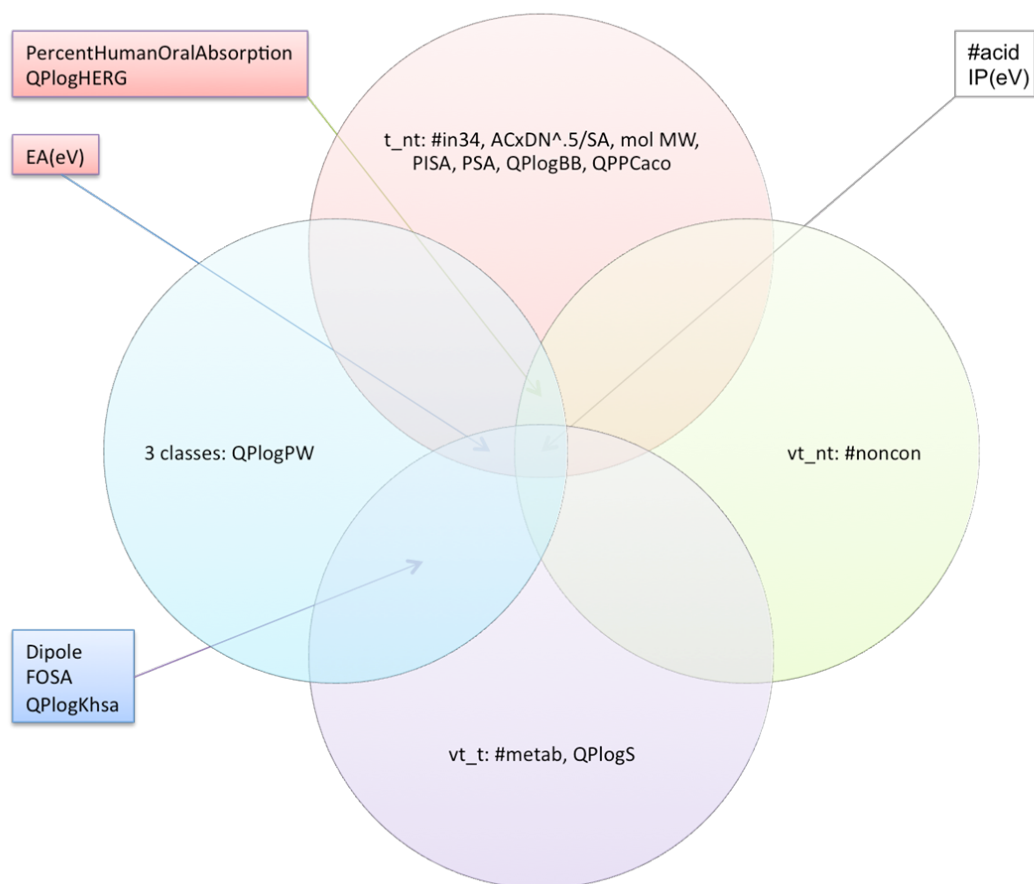 PercentHumanOralAbsorption
QPlogHERG
#acid
IP(eV)
EA(eV)
t_nt: #in34, ACxDN^.5/SA, mol MW,
PISA, PSA, QPlogBB, QPPCaco
3 classes: QPlogPW
vt_nt: #noncon
Dipole
FOSA
QPlogKhsa
vt_t: #metab, QPlogS